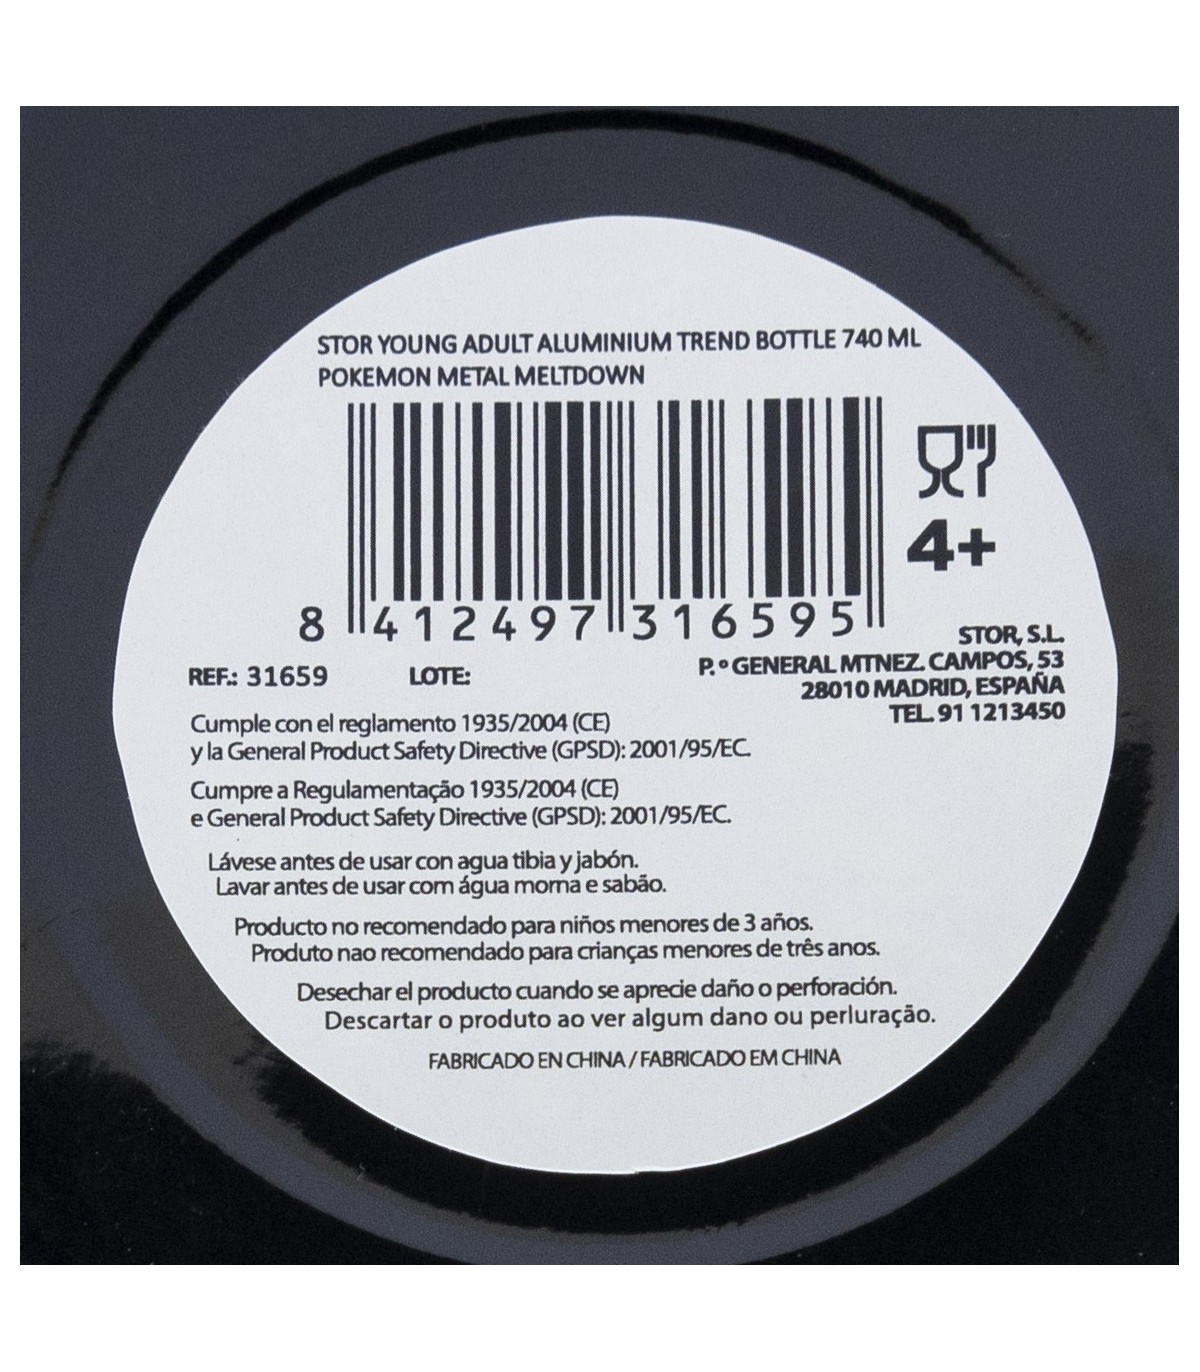 STOR YOUNG ADULT ALUMINIUM TREND BOTTLE 740 ML
POKEMON METAL MELTDOWN
4+
8 412497 316595
STOR, S.L.
P.º GENERAL MTNEZ. CAMPOS, 53
28010 MADRID, ESPAÑA
TEL. 91 1213450
REF.: 31659 LOTE:
Cumple con el reglamento 1935/2004 (CE)
y la General Product Safety Directive (GPSD): 2001/95/EC.
Cumpre a Regulamentação 1935/2004 (CE)
e General Product Safety Directive (GPSD): 2001/95/EC.
Lávese antes de usar con agua tibia y jabón.
Lavar antes de usar com água morna e sabão.
Producto no recomendado para niños menores de 3 años.
Produto nao recomendado para crianças menores de três anos.
Desechar el producto cuando se aprecie daño o perforación.
Descartar o produto ao ver algum dano ou perluração.
FABRICADO EN CHINA / FABRICADO EM CHINA